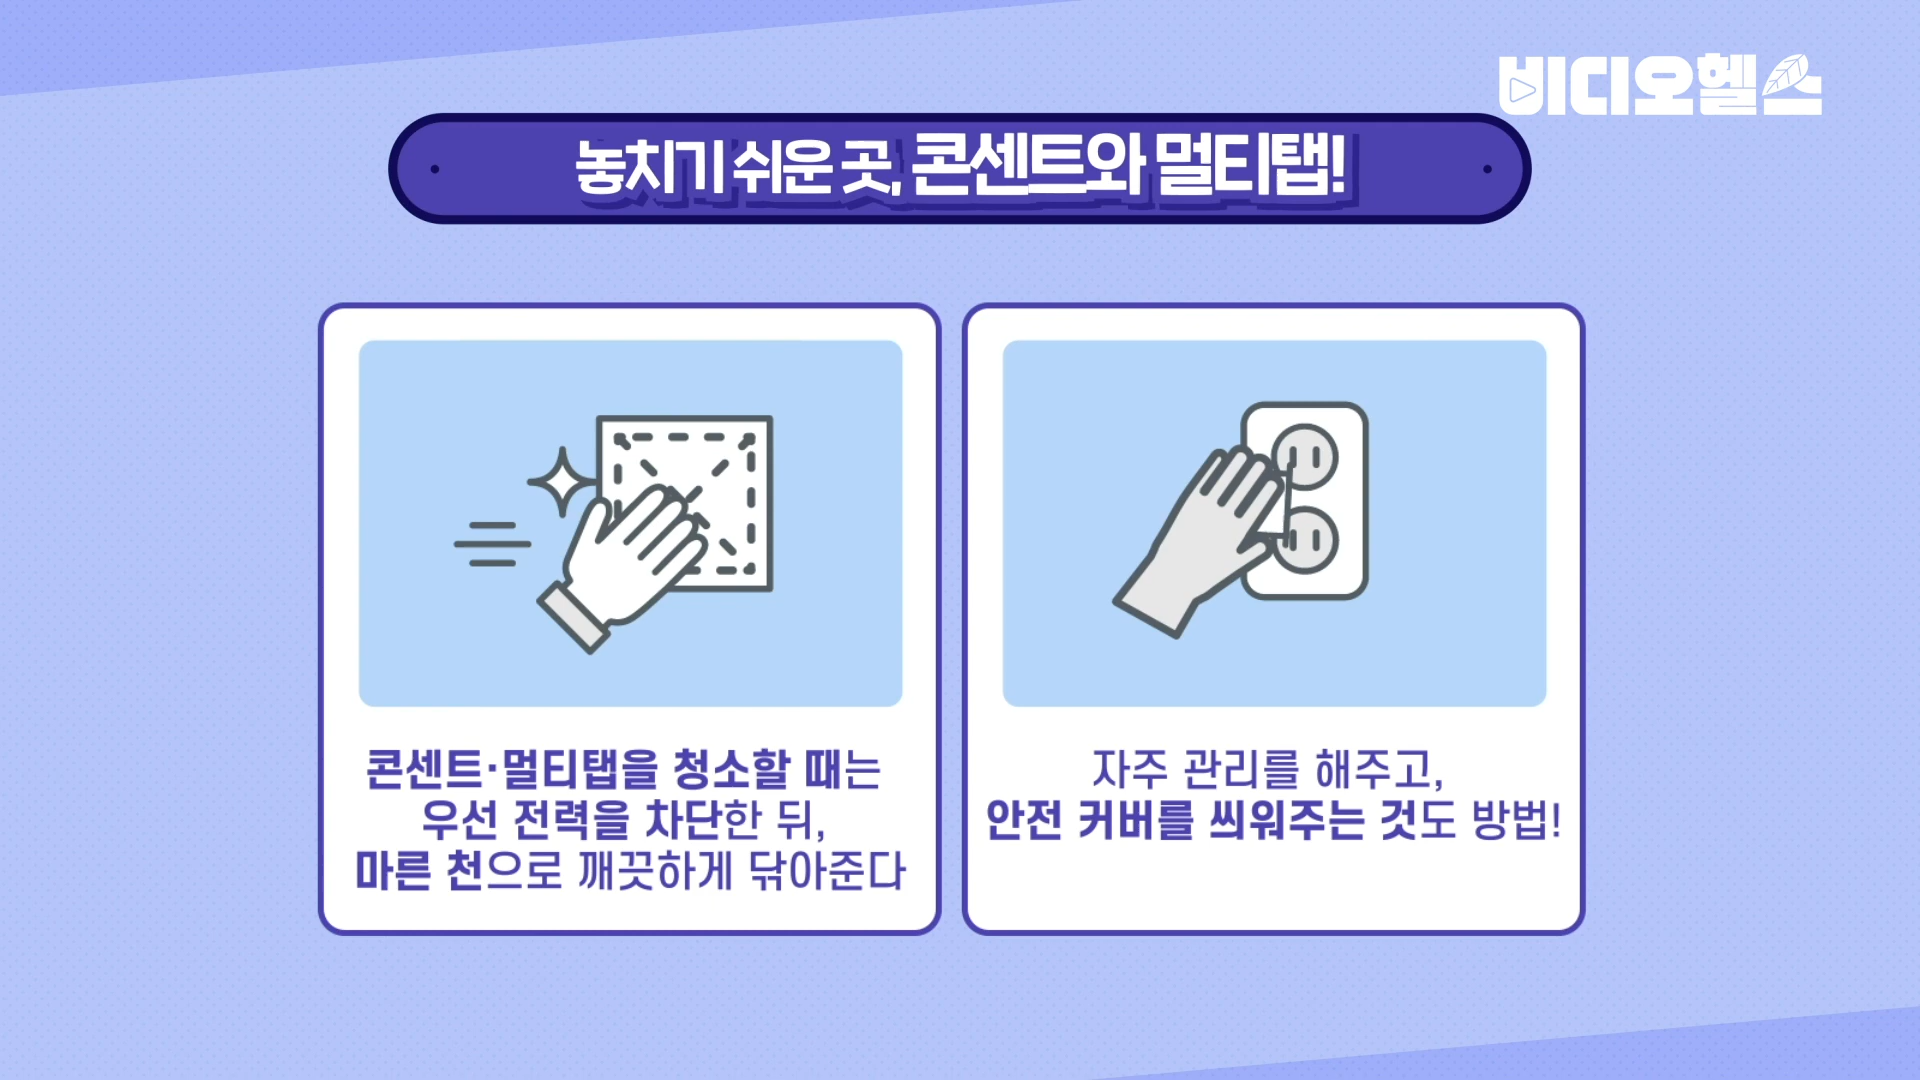 비디오헬스
놓치기 쉬운 곳, 콘센트와 멀티탭!
콘센트·멀티탭을 청소할 때는
우선 전력을 차단한 뒤,
마른 천으로 깨끗하게 닦아준다
자주 관리를 해주고,
안전 커버를 씌워주는 것도 방법!